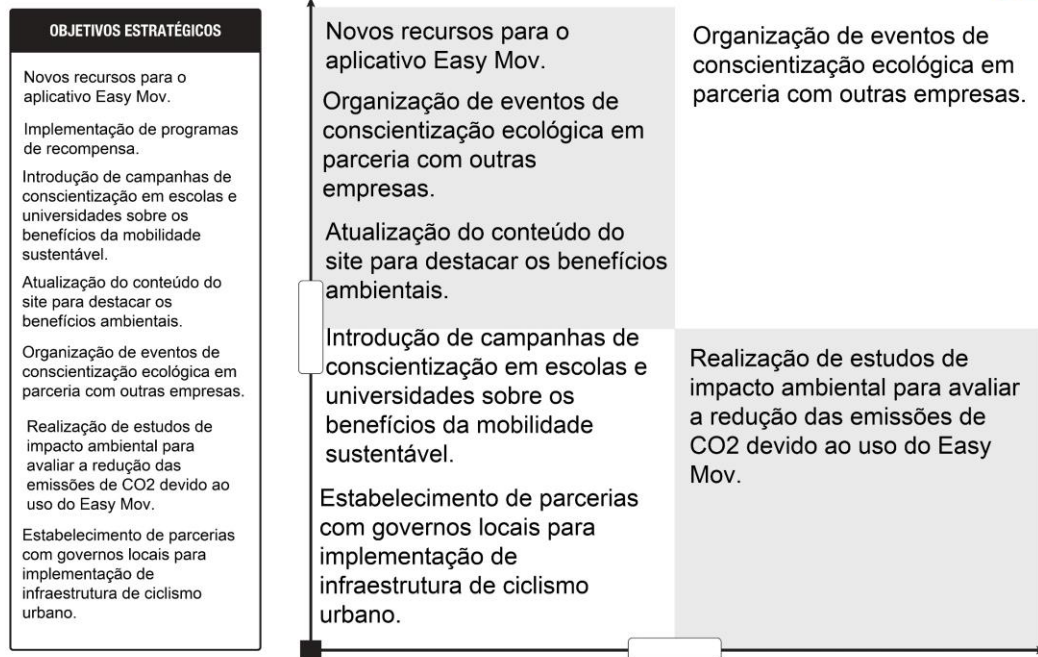 OBJETIVOS ESTRATÉGICOS
Novos recursos para o
aplicativo Easy Mov.
Implementação de programas
de recompensa.
Introdução de campanhas de
conscientização em escolas e
universidades sobre os
benefícios da mobilidade
sustentável.
Atualização do conteúdo do
site para destacar os
benefícios ambientais.
Organização de eventos de
conscientização ecológica em
parceria com outras empresas.
Realização de estudos de
impacto ambiental para
avaliar a redução das
emissões de CO2 devido ao
uso do Easy Mov.
Estabelecimento de parcerias
com governos locais para
implementação de
infraestrutura de ciclismo
urbano.
Novos recursos para o
aplicativo Easy Mov.
Organização de eventos de
conscientização ecológica em
parceria com outras
empresas.
Atualização do conteúdo do
site para destacar os benefícios
ambientais.
Organização de eventos de
conscientização ecológica em
parceria com outras empresas.
Introdução de campanhas de
conscientização em escolas e
universidades sobre os
benefícios da mobilidade
sustentável.
Estabelecimento de parcerias
com governos locais para
implementação de
infraestrutura de ciclismo
urbano.
Realização de estudos de
impacto ambiental para avaliar
a redução das emissões de
CO2 devido ao uso do Easy
Mov.